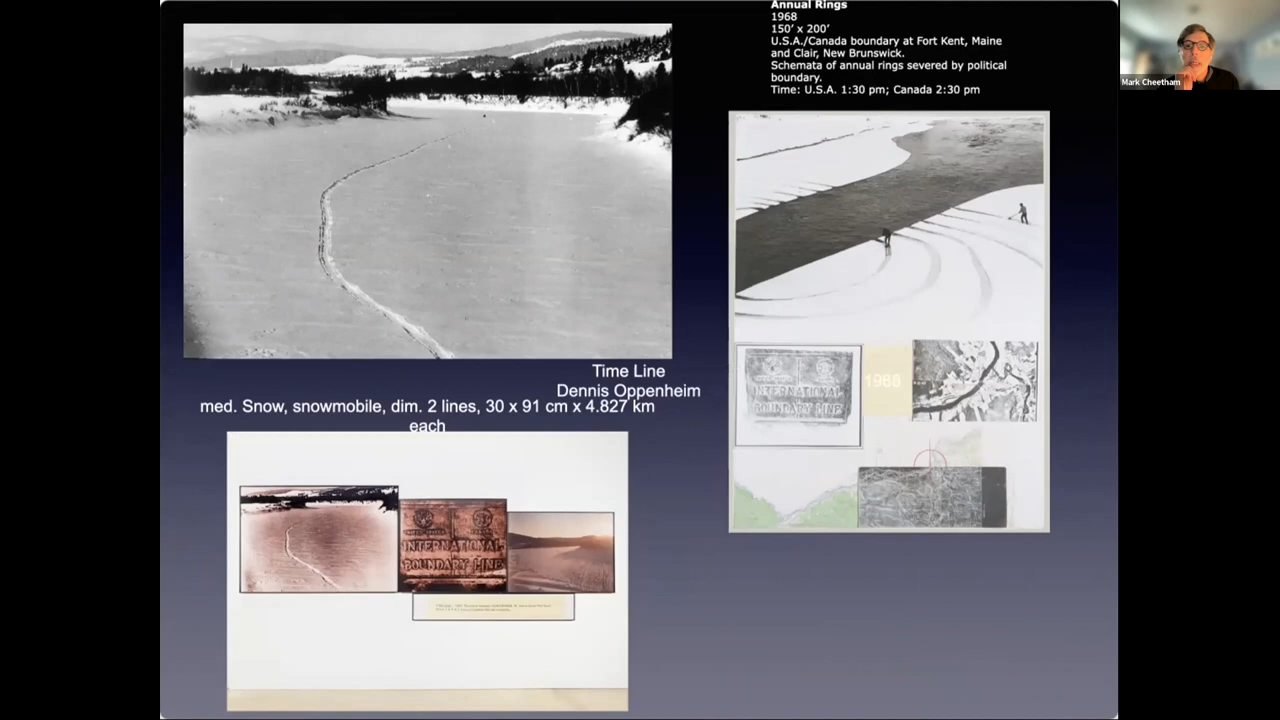 Annual Rings
1968
150’ x 200’
U.S.A./Canada boundary at Fort Kent, Maine
and Clair, New Brunswick.
Schemata of annual rings severed by political
boundary.
Time: U.S.A. 1:30 pm; Canada 2:30 pm
Mark Cheetham
Time Line
Dennis Oppenheim
med. Snow, snowmobile, dim. 2 lines, 30 x 91 cm x 4.827 km
each
INTERNATIONAL
BOUNDARY LINE
1968
INTERNATIONAL
BOUNDARY LINE